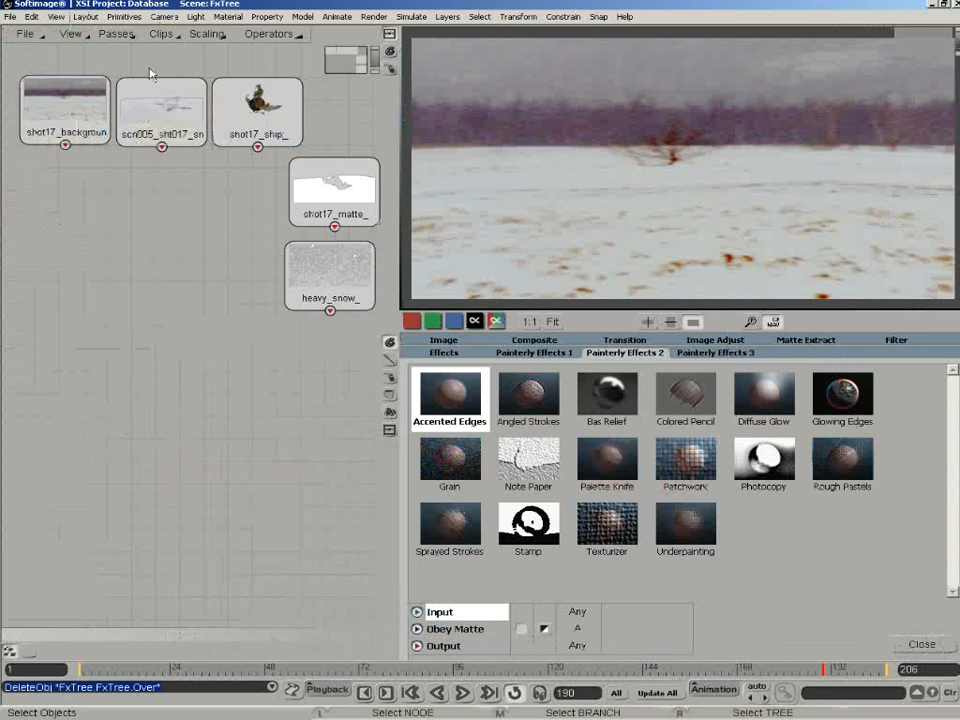 Softimage® | XSI Project: Database    Scene: FxTree
File Edit View Layout Primitives Camera Light Material Property Model Animate Render Simulate Layers Select Transform Constrain Snap Help
File View Passes Clips Scaling Operators
shot17_backgroun scn005_sht017_sn shot17_ship_
shot17_matte_
heavy_snow_
1:1 Fit
Image Composite Transition Image Adjust Matte Extract Filter
Effects Painterly Effects 1 Painterly Effects 2 Painterly Effects 3
Accented Edges Angled Strokes Bas Relief Colored Pencil Diffuse Glow Glowing Edges
Grain Note Paper Palette Knife Patchwork Photocopy Rough Pastels
Sprayed Strokes Stamp Texturizer Underpainting
Input Any
Obey Matte A
Output Any
Close
1 24 48 72 96 120 144 168 192 206
DeleteObj "FxTree.FxTree.Over" Playback 190 All Update All Animation auto Clr
Select Objects L Select NODE M Select BRANCH R Select TREE